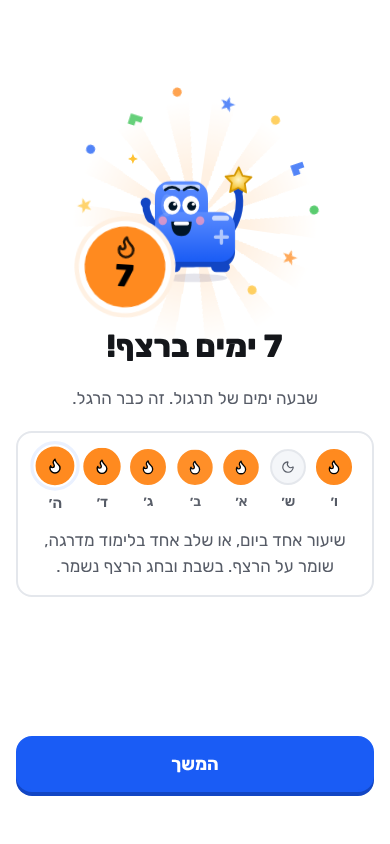 7
7 ימים ברצף!
שבעה ימים של תרגול. זה כבר הרגל.
ו׳ ש׳ א׳ ב׳ ג׳ ד׳ ה׳
שיעור אחד ביום, או שלב אחד בלימוד מדרגה,
שומר על הרצף. בשבת ובחג הרצף נשמר.
המשך